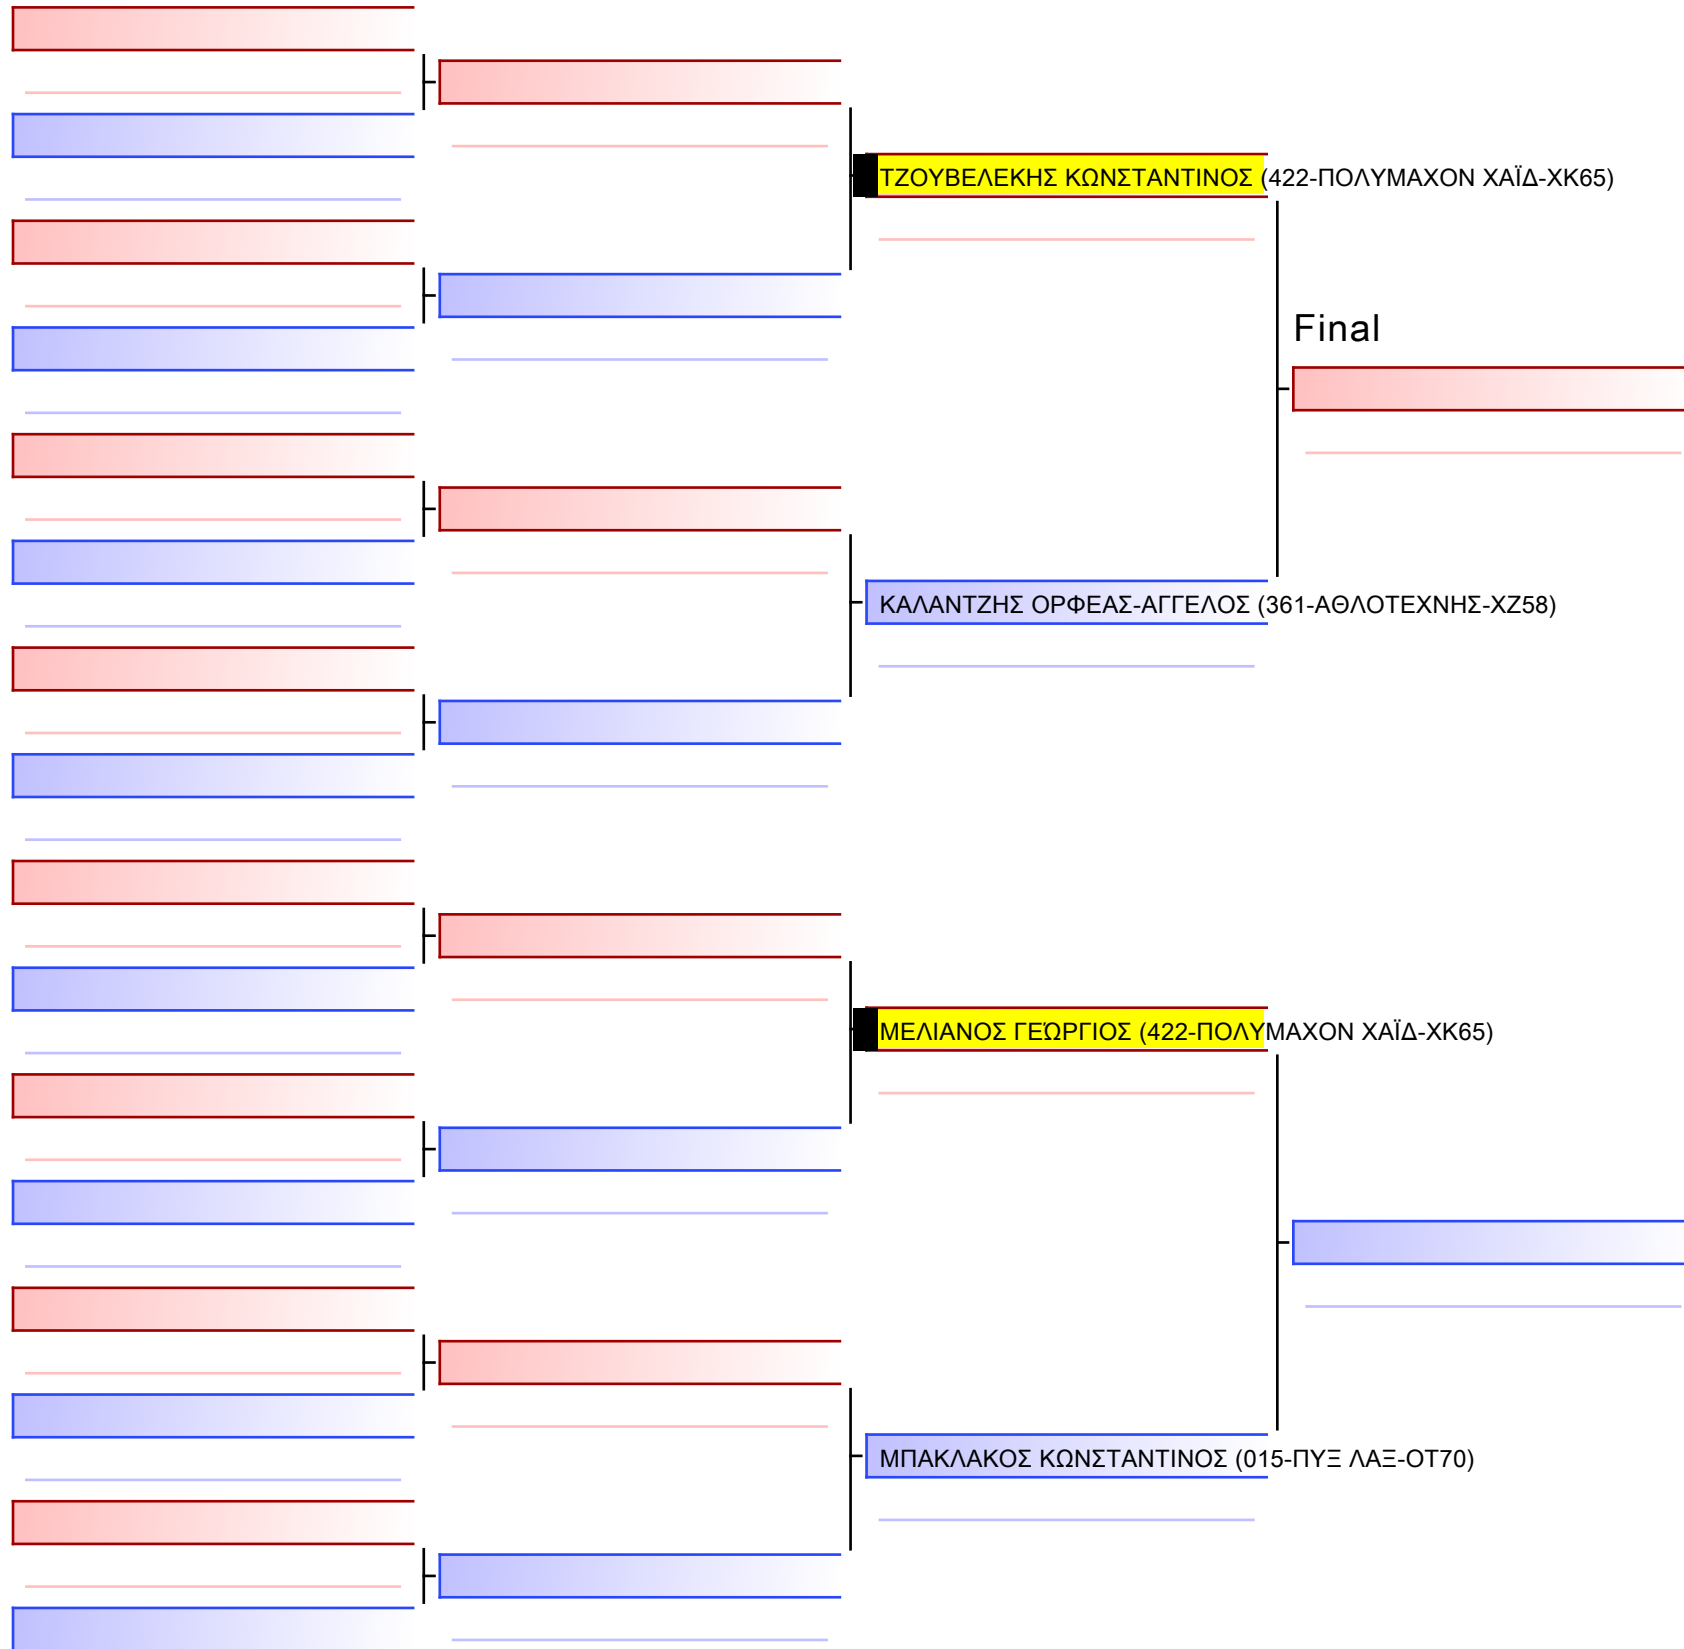 ΤΖΟΥΒΕΛΕΚΗΣ ΚΩΝΣΤΑΝΤΙΝΟΣ (422-ΠΟΛΥΜΑΧΟΝ ΧΑΪΔ-ΧΚ65)
Final
ΚΑΛΑΝΤΖΗΣ ΟΡΦΕΑΣ-ΑΓΓΕΛΟΣ (361-ΑΘΛΟΤΕΧΝΗΣ-ΧΖ58)
ΜΕΛΙΑΝΟΣ ΓΕΏΡΓΙΟΣ (422-ΠΟΛΥΜΑΧΟΝ ΧΑΪΔ-ΧΚ65)
ΜΠΑΚΛΑΚΟΣ ΚΩΝΣΤΑΝΤΙΝΟΣ (015-ΠΥΞ ΛΑΞ-ΟΤ70)